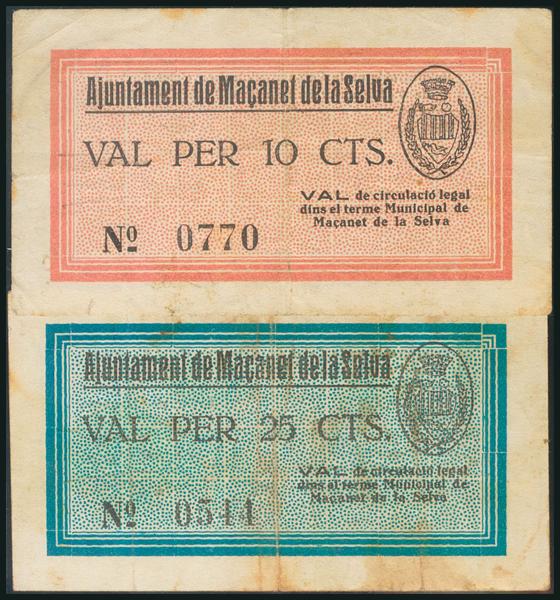 Ajuntament de Maçanet de la Selva
VAL PER 10 CTS.
VAL de circulació legal
dins el terme Municipal de
Maçanet de la Selva
Nº 0770
Ajuntament de Maçanet de la Selva
VAL PER 25 CTS.
VAL de circulació legal
dins el terme Municipal de
Maçanet de la Selva
Nº 0544